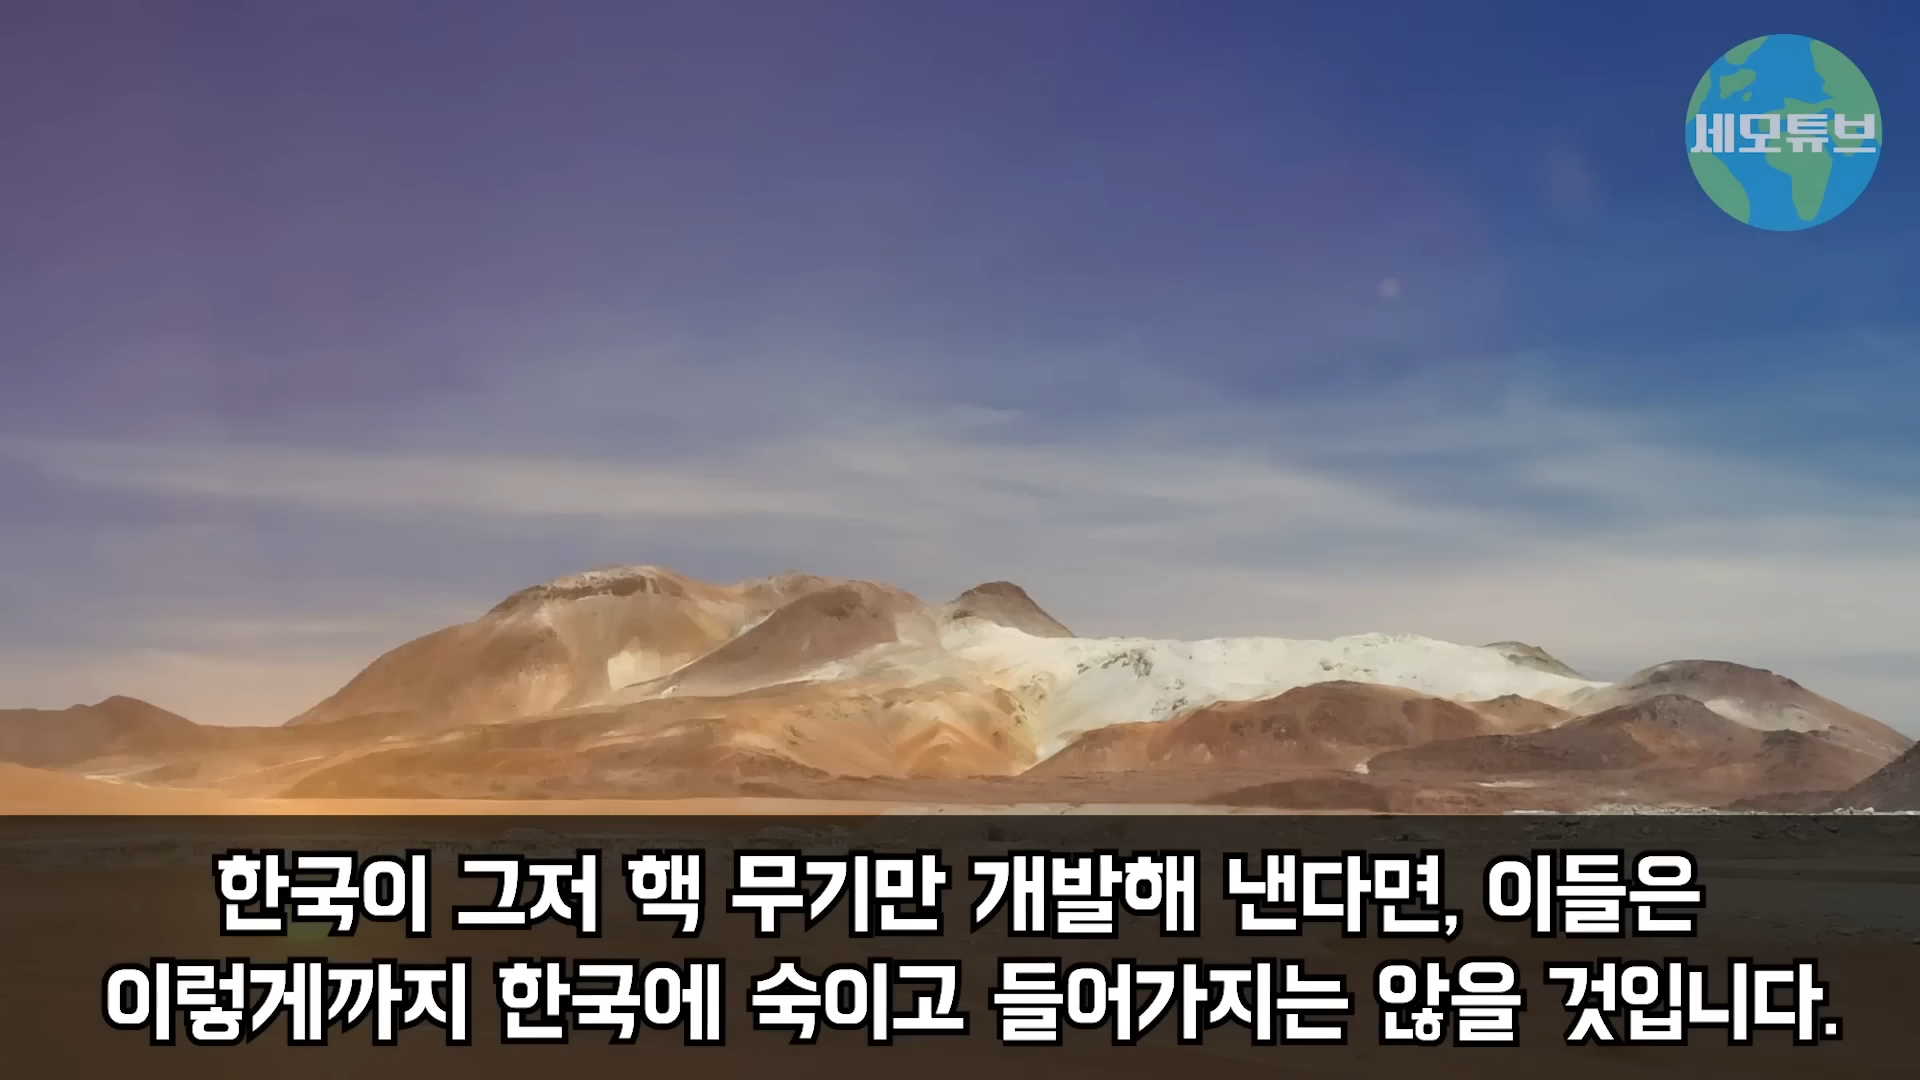 세모튜브
한국이 그저 핵 무기만 개발해 낸다면, 이들은
이렇게까지 한국에 숙이고 들어가지는 않을 것입니다.